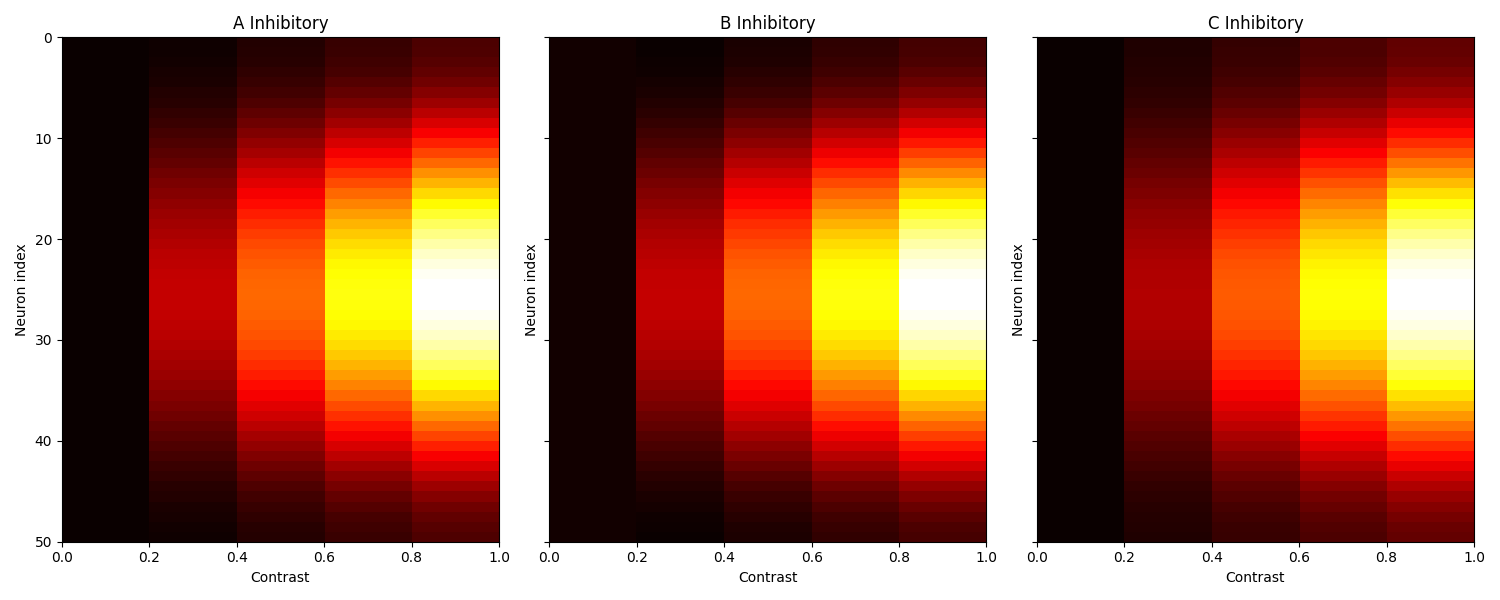 A Inhibitory
B Inhibitory
C Inhibitory
0
10
20
30
40
50
Neuron index
Neuron index
Neuron index
0.0 0.2 0.4 0.6 0.8 1.0
0.0 0.2 0.4 0.6 0.8 1.0
0.0 0.2 0.4 0.6 0.8 1.0
Contrast
Contrast
Contrast